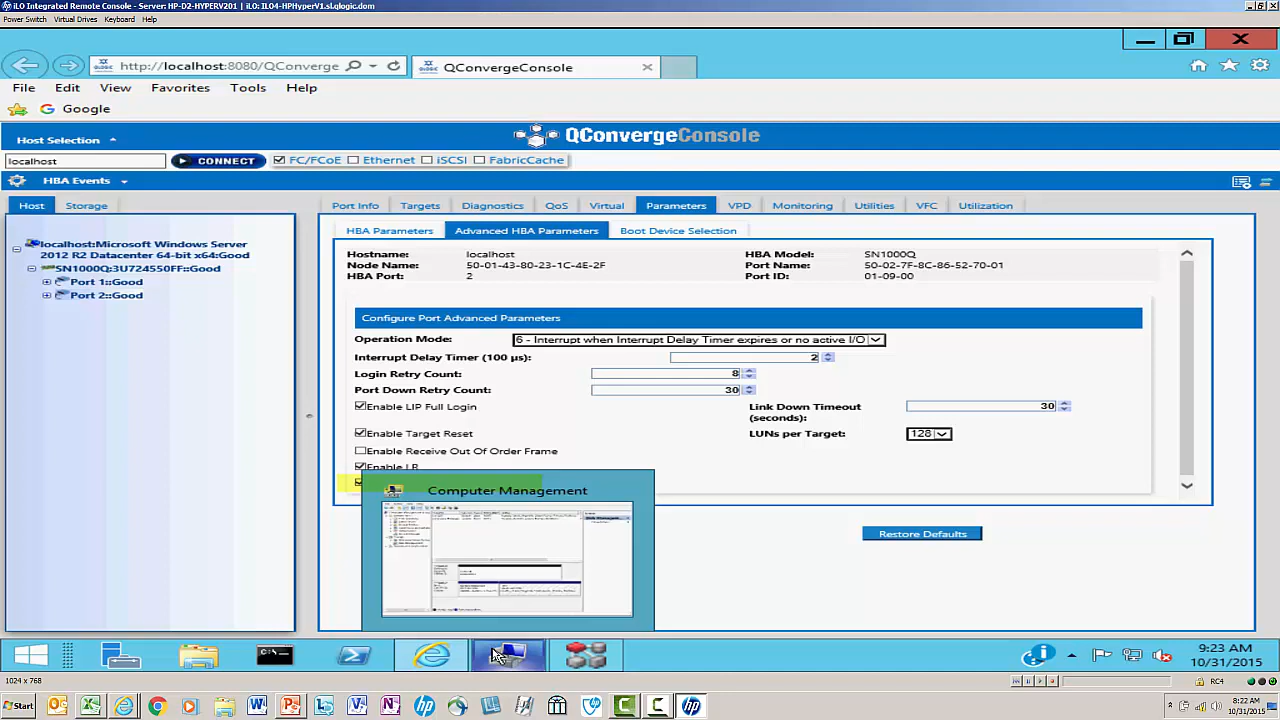 iLO Integrated Remote Console - Server: HP-D2-HYPERV201 | iLO: ILO4-HPHyperV1.sl.qlogic.dom
Power Switch Virtual Drives Keyboard Help
http://localhost:8080/QConverge
QConvergeConsole
File Edit View Favorites Tools Help
Google
Host Selection
QConvergeConsole
localhost CONNECT FC/FCoE Ethernet iSCSI FabricCache
HBA Events
Host Storage
Port Info Targets Diagnostics QoS Virtual Parameters VPD Monitoring Utilities VFC Utilization
localhost:Microsoft Windows Server
2012 R2 Datacenter 64-bit x64:Good
SN1000Q:3U724550FF::Good
Port 1::Good
Port 2::Good
HBA Parameters Advanced HBA Parameters Boot Device Selection
Hostname: localhost HBA Model: SN1000Q
Node Name: 50-01-43-80-23-1C-4E-2F Port Name: 50-02-7F-8C-86-52-70-01
HBA Port: 2 Port ID: 01-09-00
Configure Port Advanced Parameters
Operation Mode: 6 - Interrupt when Interrupt Delay Timer expires or no active I/O
Interrupt Delay Timer (100 µs): 2
Login Retry Count: 8
Port Down Retry Count: 30
Enable LIP Full Login Link Down Timeout (seconds): 30
Enable Target Reset LUNs per Target: 128
Enable Receive Out Of Order Frame
Enable LR
Computer Management
Restore Defaults
9:23 AM
10/31/2015
1024 x 768
RC4
Start
8:22 AM
10/31/2015